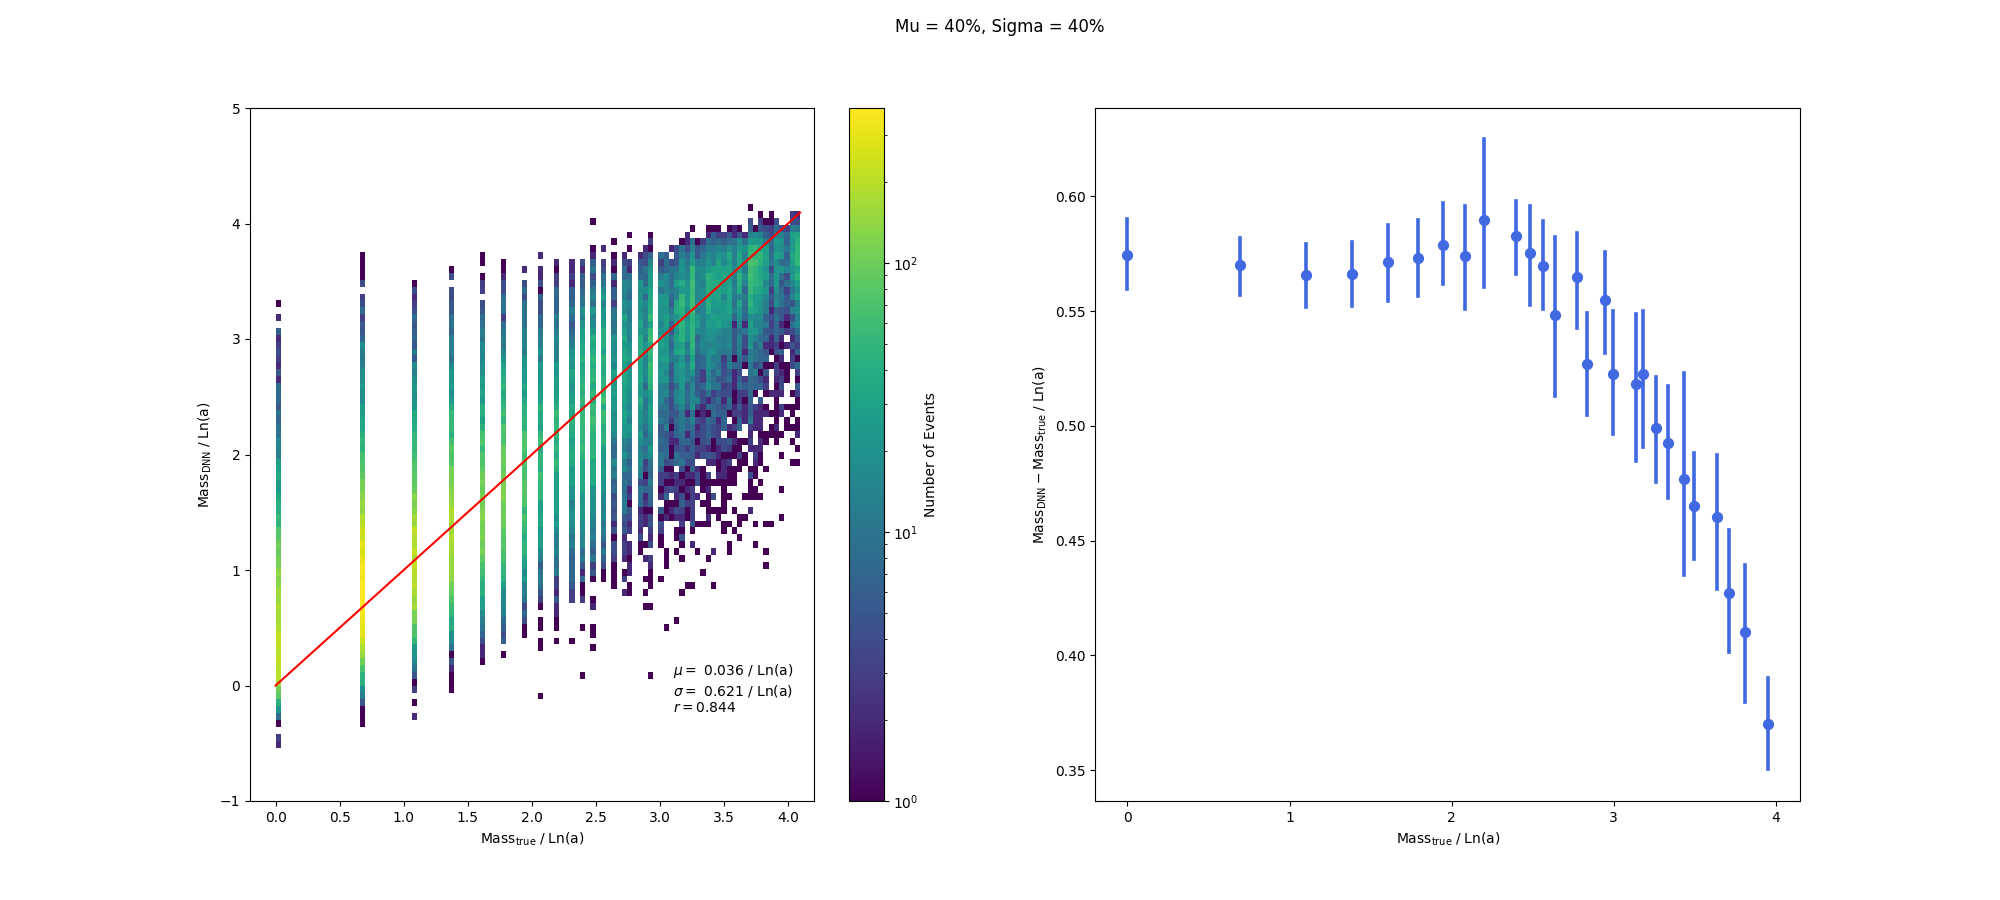 Mu = 40%, Sigma = 40%
5
4
3
2
1
0
−1
Mass_DNN / Ln(a)
0.0 0.5 1.0 1.5 2.0 2.5 3.0 3.5 4.0
Mass_true / Ln(a)
μ = 0.036 / Ln(a)
σ = 0.621 / Ln(a)
r = 0.844
10^2
10^1
10^0
Number of Events
0.60
0.55
0.50
0.45
0.40
0.35
Mass_DNN − Mass_true / Ln(a)
0 1 2 3 4
Mass_true / Ln(a)